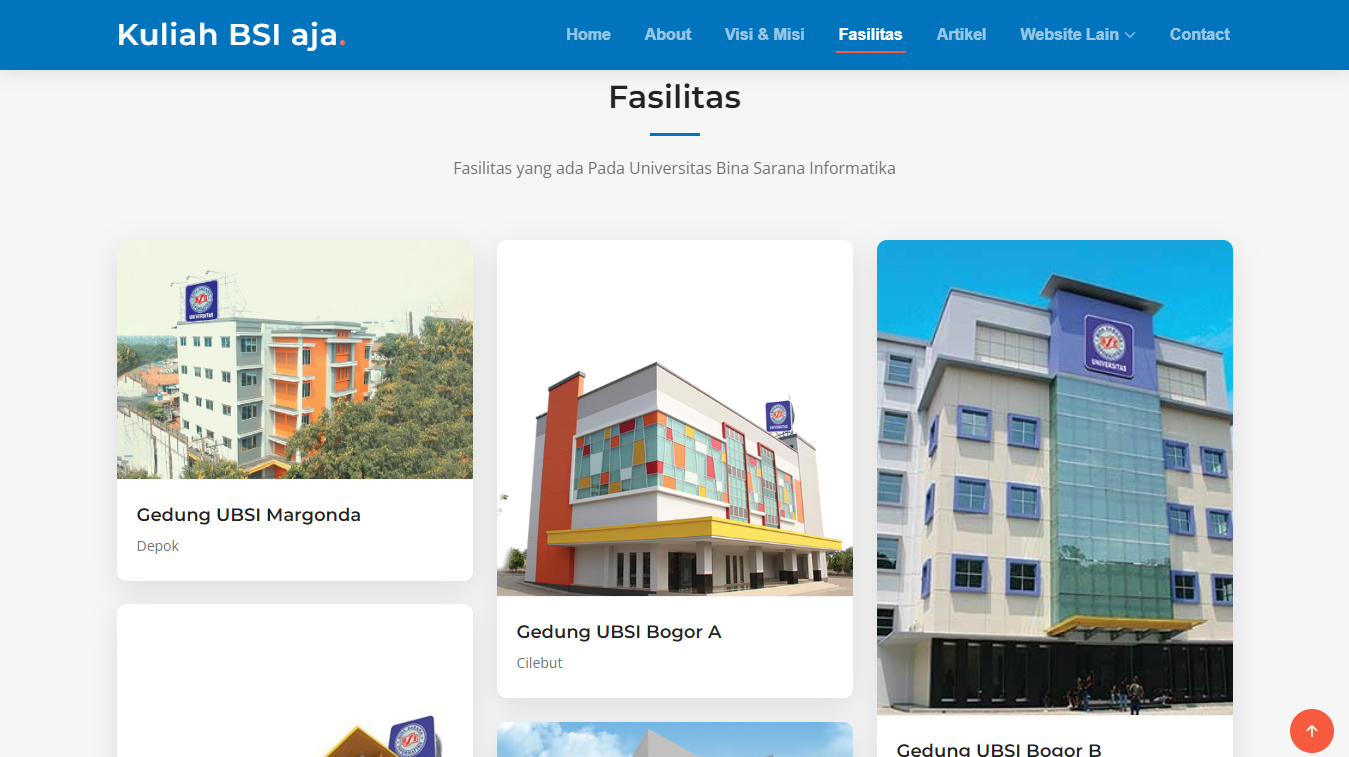 Kuliah BSI aja.
Home About Visi & Misi Fasilitas Artikel Website Lain Contact
Fasilitas
Fasilitas yang ada Pada Universitas Bina Sarana Informatika
UNIVERSITAS
UNIVERSITAS
UNIVERSITAS
Gedung UBSI Margonda
Depok
Gedung UBSI Bogor A
Cilebut
Gedung UBSI Bogor B